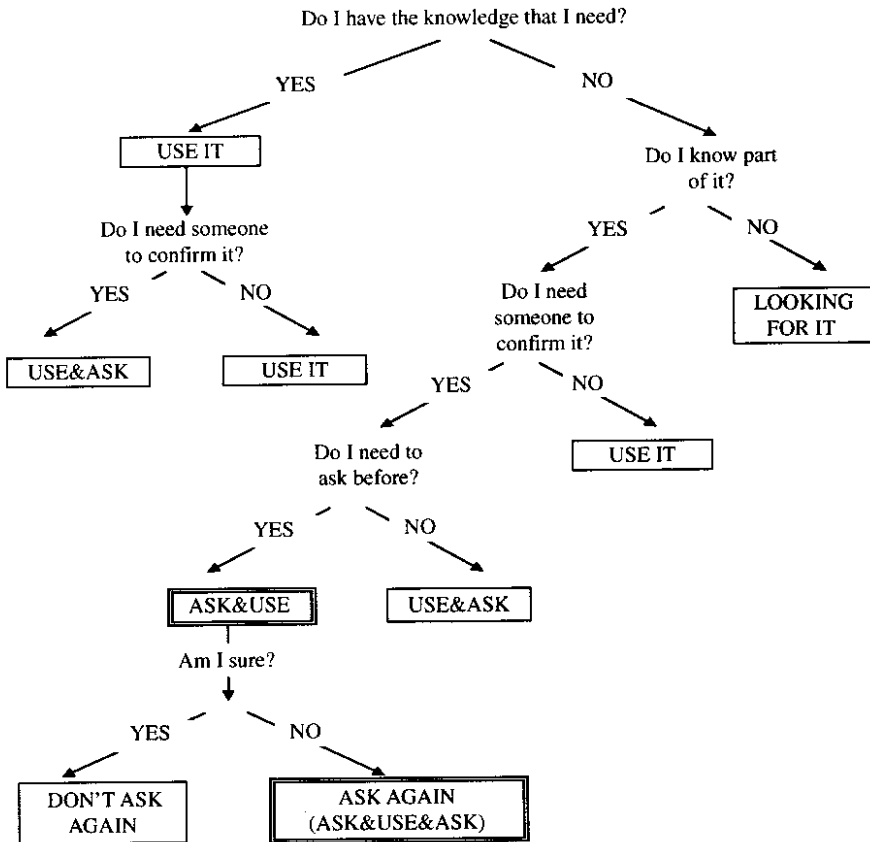 Do I have the knowledge that I need?
YES
NO
USE IT
Do I know part
of it?
Do I need someone
to confirm it?
YES
NO
YES
NO
Do I need
someone to
confirm it?
LOOKING
FOR IT
USE&ASK
USE IT
YES
NO
Do I need to
ask before?
USE IT
YES
NO
ASK&USE
USE&ASK
Am I sure?
YES
NO
DON'T ASK
AGAIN
ASK AGAIN
(ASK&USE&ASK)